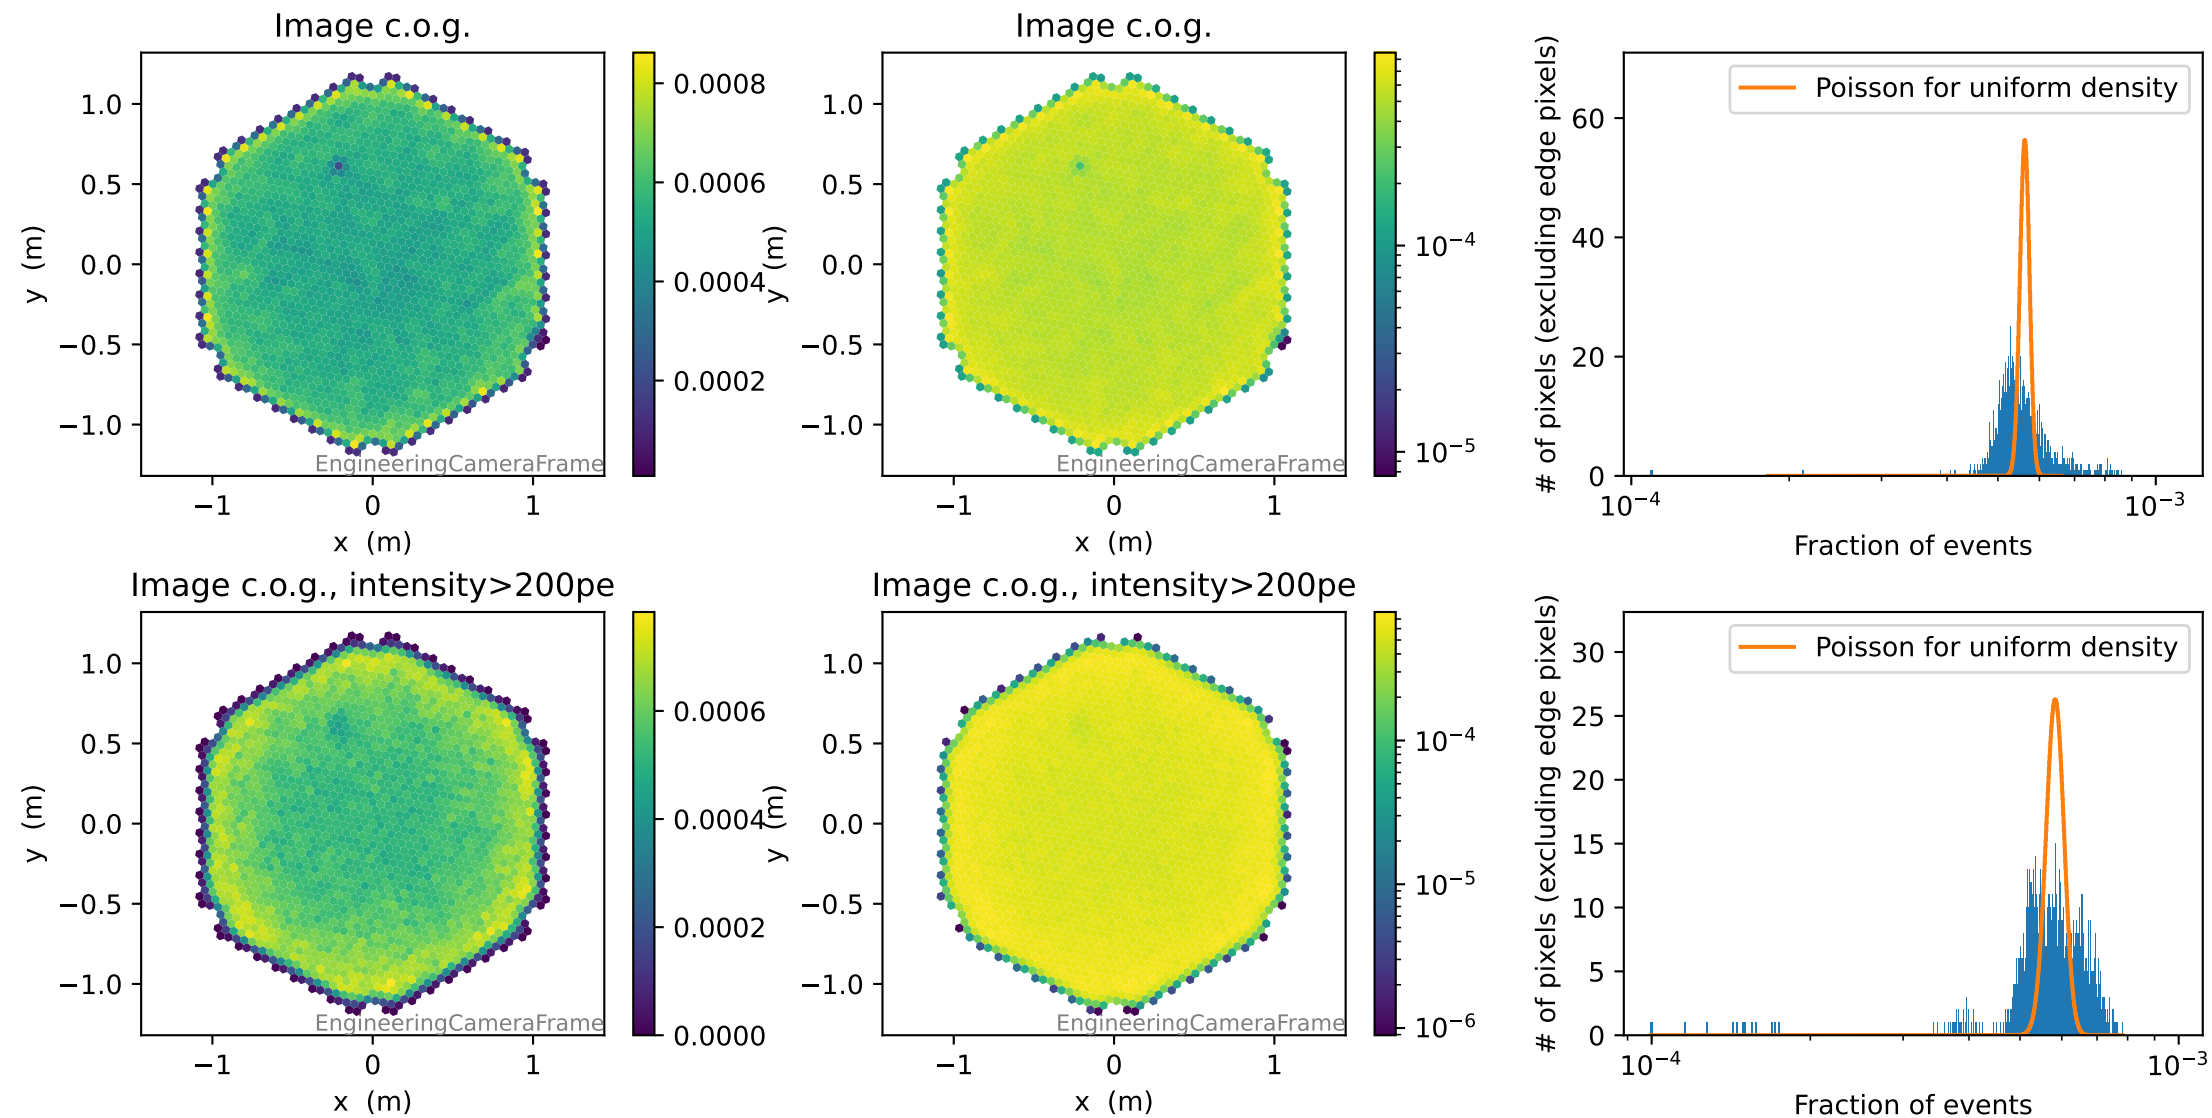 Image c.o.g.
1.0
0.5
0.0
−0.5
−1.0
y (m)
−1 0 1
x (m)
EngineeringCameraFrame
0.0008
0.0006
0.0004
0.0002
Image c.o.g.
1.0
0.5
0.0
−0.5
−1.0
y (m)
−1 0 1
x (m)
EngineeringCameraFrame
10−4
10−5
# of pixels (excluding edge pixels)
60
40
20
0
Poisson for uniform density
10−4 10−3
Fraction of events
Image c.o.g., intensity>200pe
1.0
0.5
0.0
−0.5
−1.0
y (m)
−1 0 1
x (m)
EngineeringCameraFrame
0.0006
0.0004
0.0002
0.0000
Image c.o.g., intensity>200pe
1.0
0.5
0.0
−0.5
−1.0
y (m)
−1 0 1
x (m)
EngineeringCameraFrame
10−4
10−5
10−6
# of pixels (excluding edge pixels)
30
25
20
15
10
5
0
Poisson for uniform density
10−4 10−3
Fraction of events